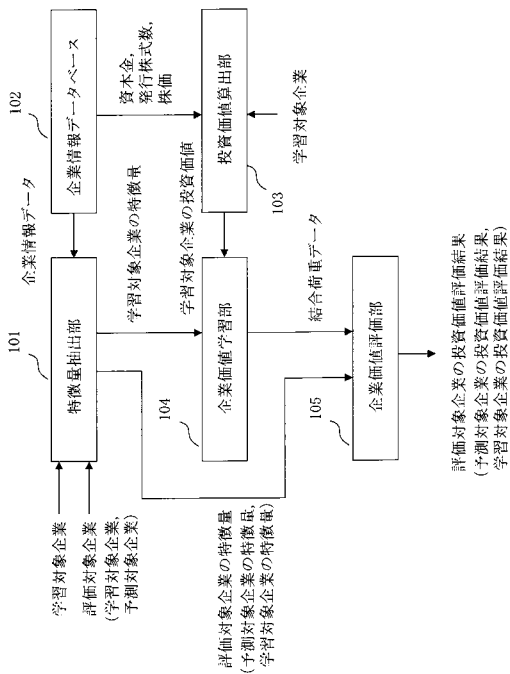 学習対象企業
評価対象企業
(学習対象企業,
予測対象企業)
101
特徴量抽出部
企業情報データ
102
企業情報データベース
学習対象企業の特徴量
資本金,
発行株式数,
株価
104
企業価値学習部
学習対象企業の投資価値
投資価値算出部
103
学習対象企業
評価対象企業の特徴量
(予測対象企業の特徴量,
学習対象企業の特徴量)
結合荷重データ
105
企業価値評価部
評価対象企業の投資価値評価結果
(予測対象企業の投資価値評価結果,
学習対象企業の投資価値評価結果)